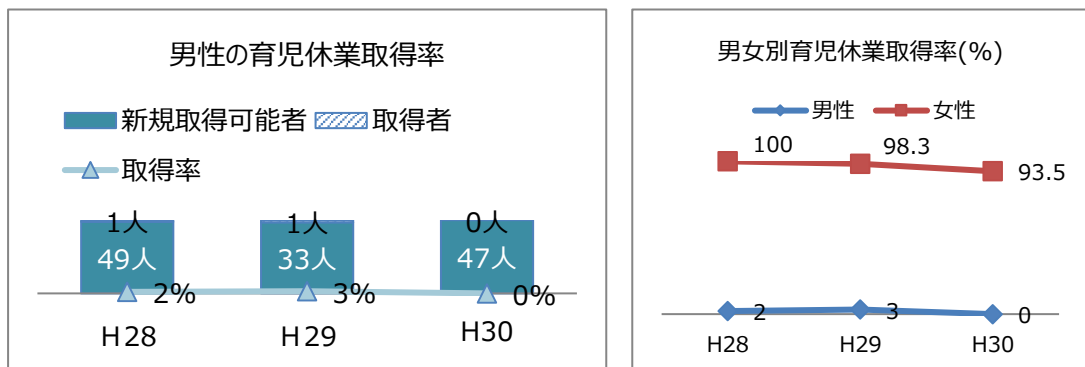 男性の育児休業取得率
新規取得可能者 取得者
取得率
1人 1人 0人
49人 33人 47人
2% 3% 0%
H28 H29 H30
男女別育児休業取得率(%)
男性 女性
100 98.3 93.5
2 3 0
H28 H29 H30